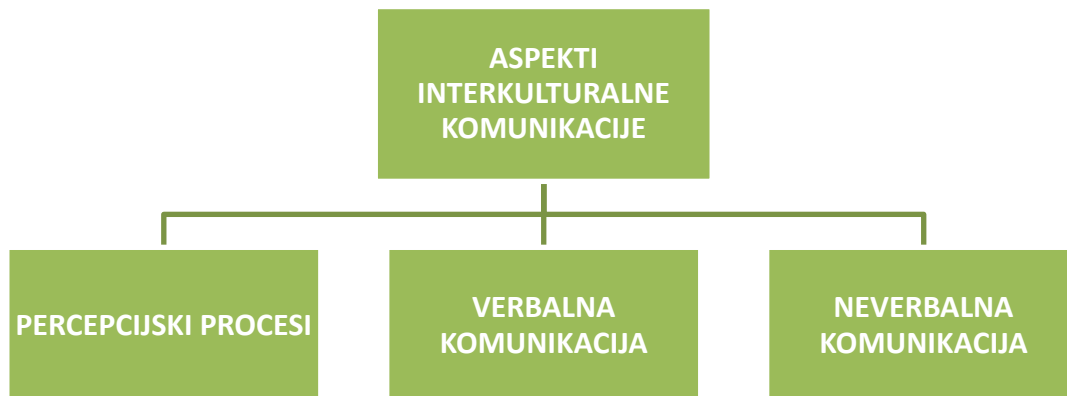 ASPEKTI
INTERKULTURALNE
KOMUNIKACIJE
PERCEPCIJSKI PROCESI
VERBALNA
KOMUNIKACIJA
NEVERBALNA
KOMUNIKACIJA